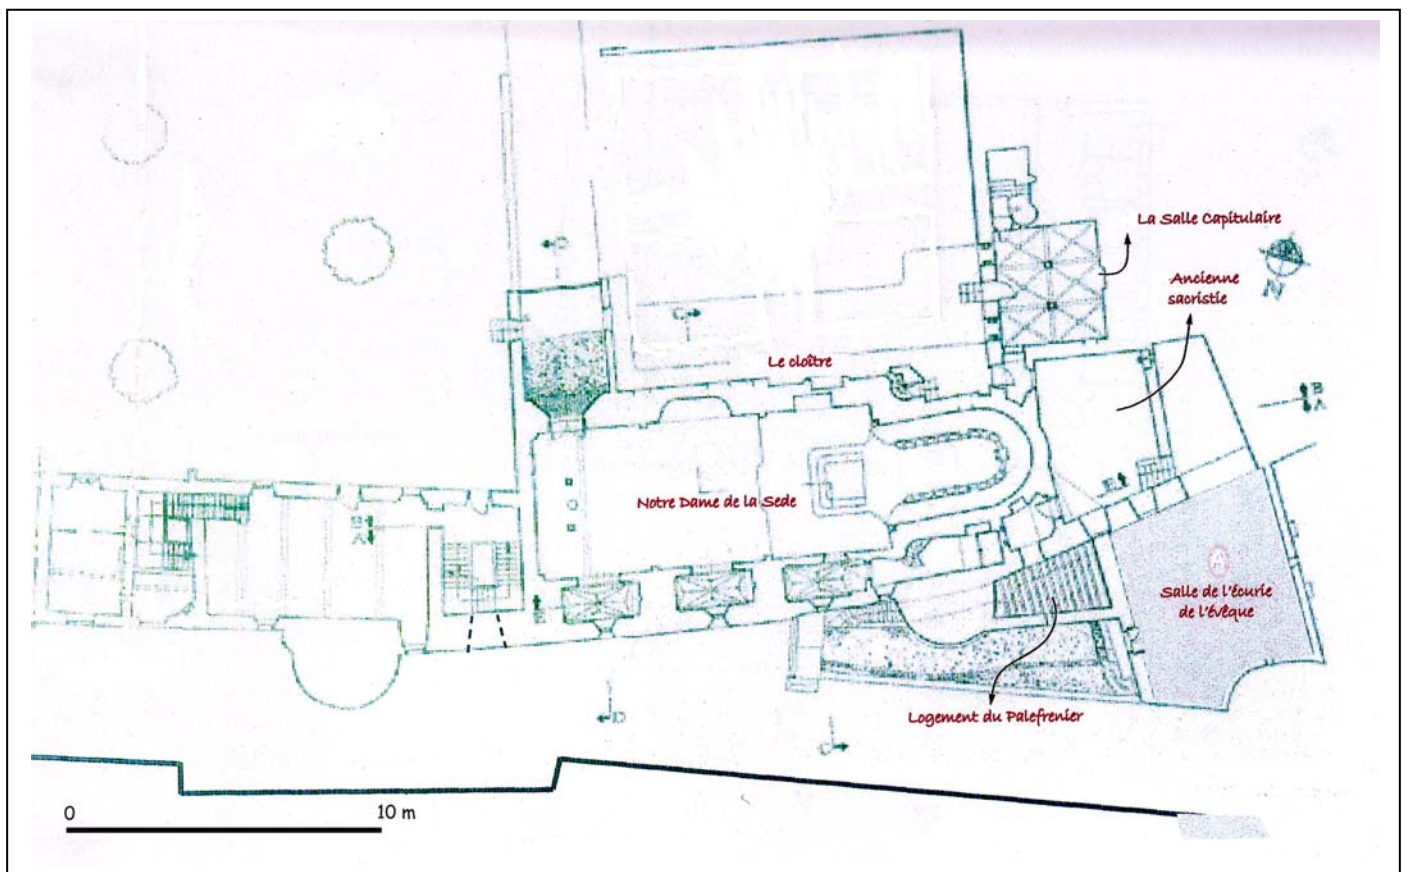 La Salle Capitulaire
Ancienne
sacristie
Le cloître
Notre Dame de la Sede
Salle de l'écurie
de l'évêque
Logement du Palefrenier
N
B
A
B
A
C
C
D
0
10 m